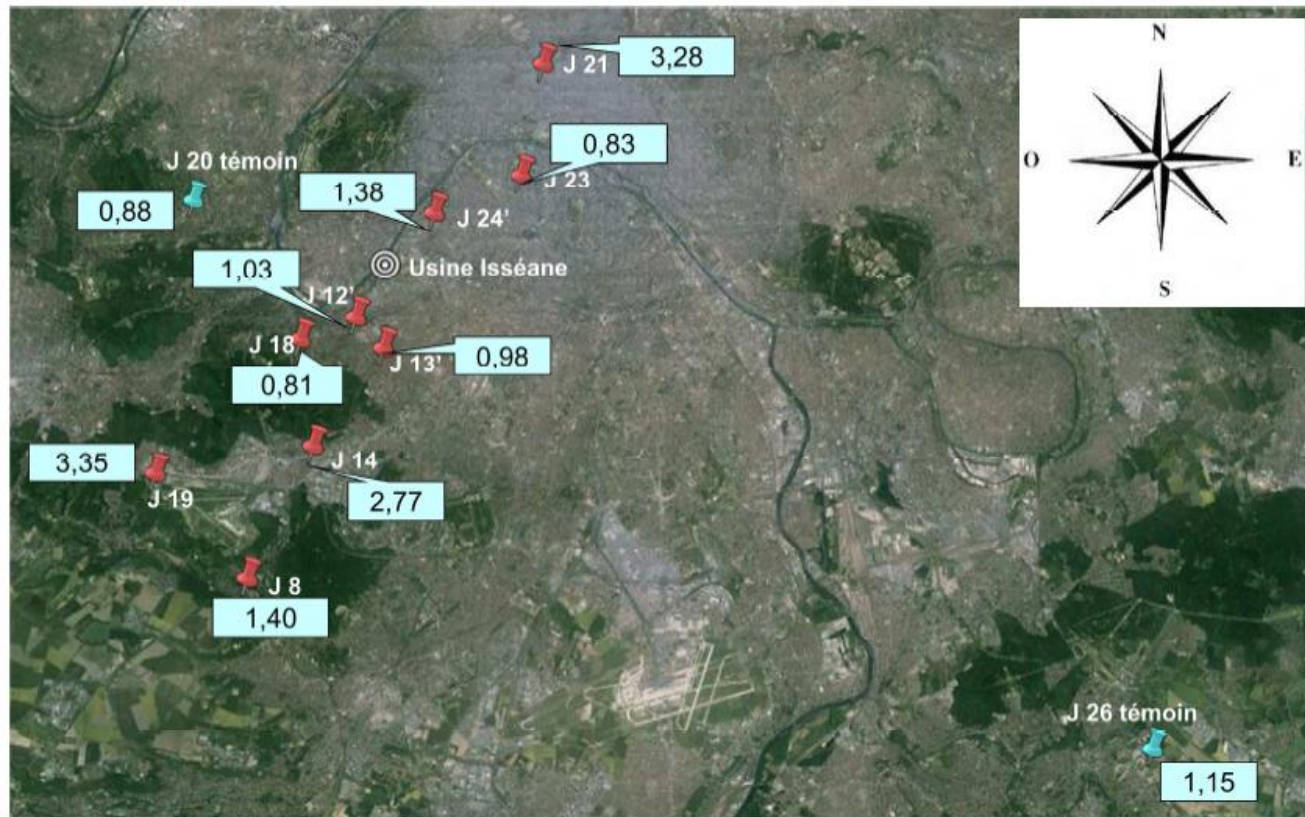 N
O
E
S
J 21
3,28
0,83
J 23
J 20 témoin
0,88
1,38
J 24'
Usine Isséane
1,03
J 12'
J 18
0,81
J 13'
0,98
3,35
J 19
J 14
2,77
J 8
1,40
J 26 témoin
1,15